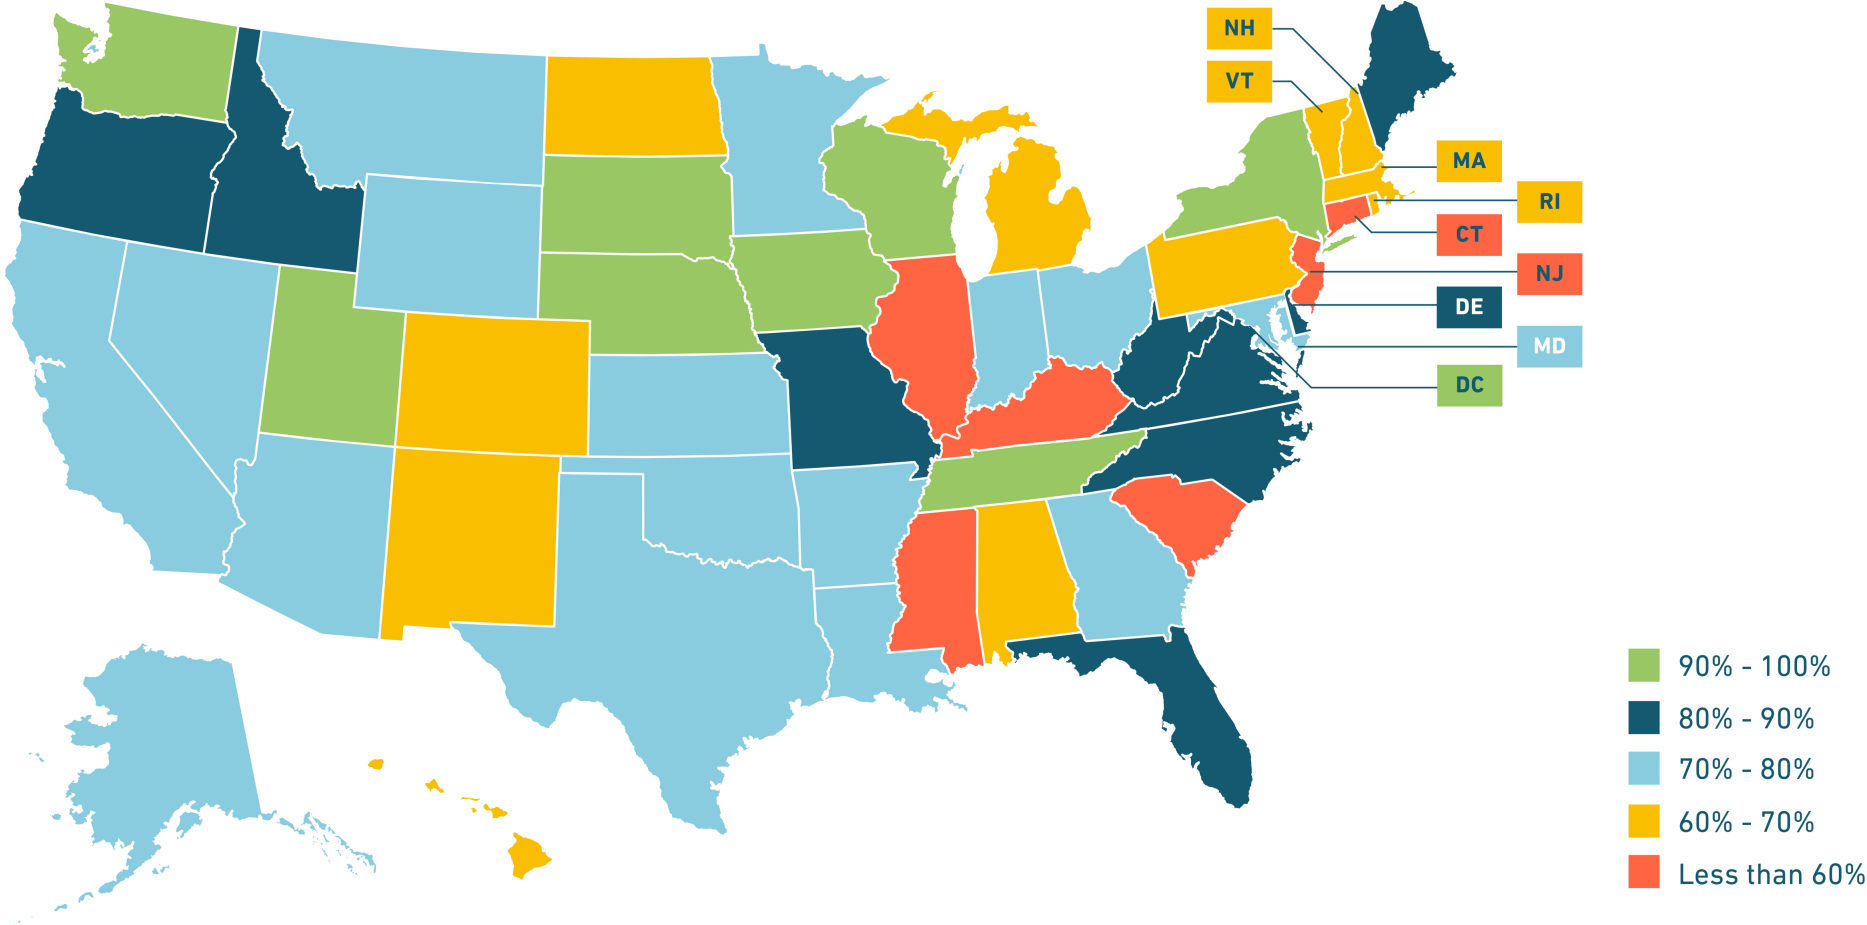 NH
VT
MA
RI
CT
NJ
DE
MD
DC
90% - 100%
80% - 90%
70% - 80%
60% - 70%
Less than 60%